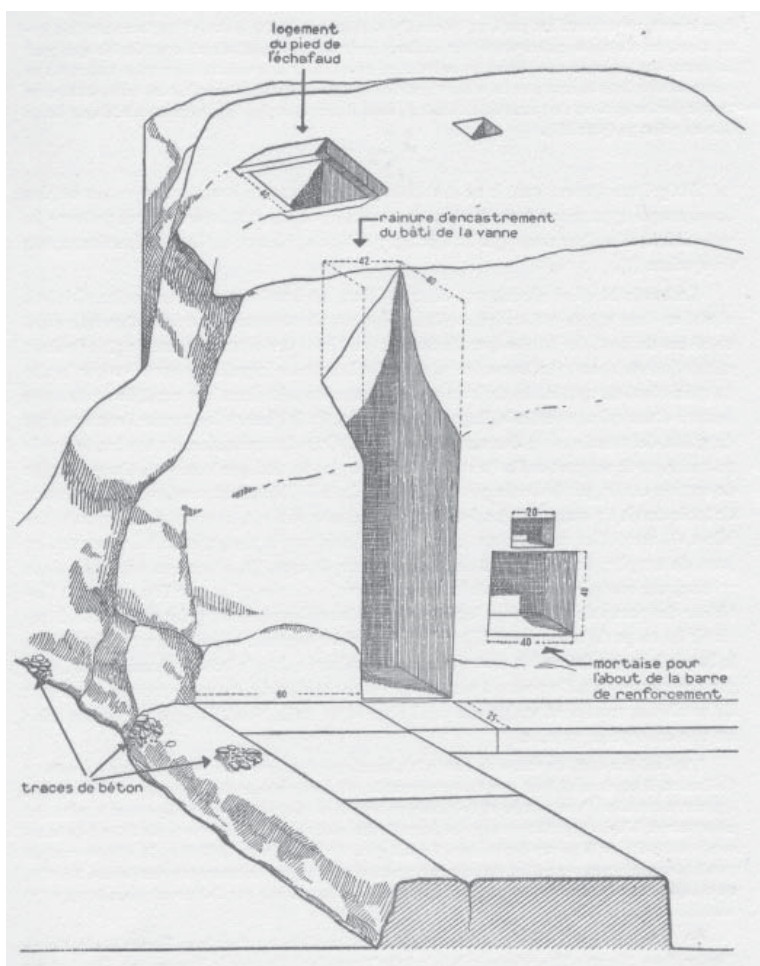 logement
du pied de
l'échafaud
42
rainure d'encastrement
du bâti de la vanne
42
40
20
40
40
mortaise pour
l'about de la barre
de renforcement
60
25
traces de béton